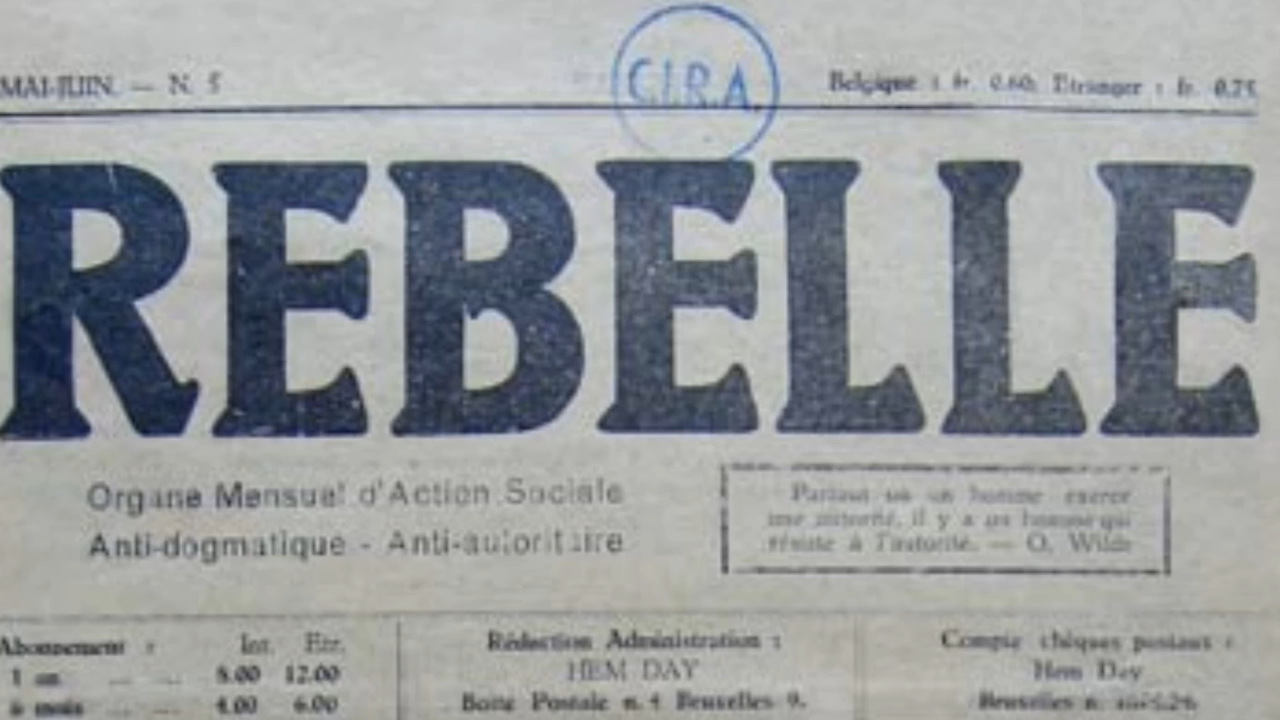 C.I.R.A.
MAI-JUIN. — N. 5
Belgique : fr. 0.60; Etranger : fr. 0.75
REBELLE
Organe Mensuel d'Action Sociale
Anti-dogmatique - Anti-autoritaire
Partout où un homme exerce
une autorité, il y a un homme qui
résiste à l'autorité. — O. Wilde
Abonnement : Int. Etr.
1 an ... ... 8.00 12.00
6 mois ... ... 4.00 6.00
Rédaction Administration :
HEM DAY
Boite Postale n. 4 Bruxelles 9.
Compte chèques postaux :
Hem Day
Bruxelles n.